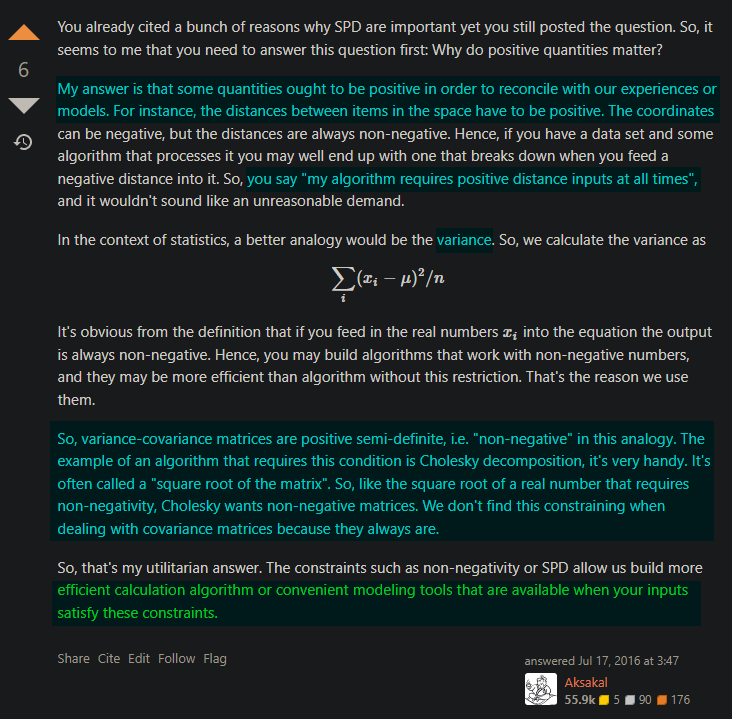 You already cited a bunch of reasons why SPD are important yet you still posted the question. So, it
seems to me that you need to answer this question first: Why do positive quantities matter?
6
My answer is that some quantities ought to be positive in order to reconcile with our experiences or
models. For instance, the distances between items in the space have to be positive. The coordinates
can be negative, but the distances are always non-negative. Hence, if you have a data set and some
algorithm that processes it you may well end up with one that breaks down when you feed a
negative distance into it. So, you say "my algorithm requires positive distance inputs at all times",
and it wouldn't sound like an unreasonable demand.
In the context of statistics, a better analogy would be the variance. So, we calculate the variance as
∑ᵢ(xᵢ − μ)²/n
It's obvious from the definition that if you feed in the real numbers xᵢ into the equation the output
is always non-negative. Hence, you may build algorithms that work with non-negative numbers,
and they may be more efficient than algorithm without this restriction. That's the reason we use
them.
So, variance-covariance matrices are positive semi-definite, i.e. "non-negative" in this analogy. The
example of an algorithm that requires this condition is Cholesky decomposition, it's very handy. It's
often called a "square root of the matrix". So, like the square root of a real number that requires
non-negativity, Cholesky wants non-negative matrices. We don't find this constraining when
dealing with covariance matrices because they always are.
So, that's my utilitarian answer. The constraints such as non-negativity or SPD allow us build more
efficient calculation algorithm or convenient modeling tools that are available when your inputs
satisfy these constraints.
Share Cite Edit Follow Flag
answered Jul 17, 2016 at 3:47
Aksakal
55.9k 5 90 176